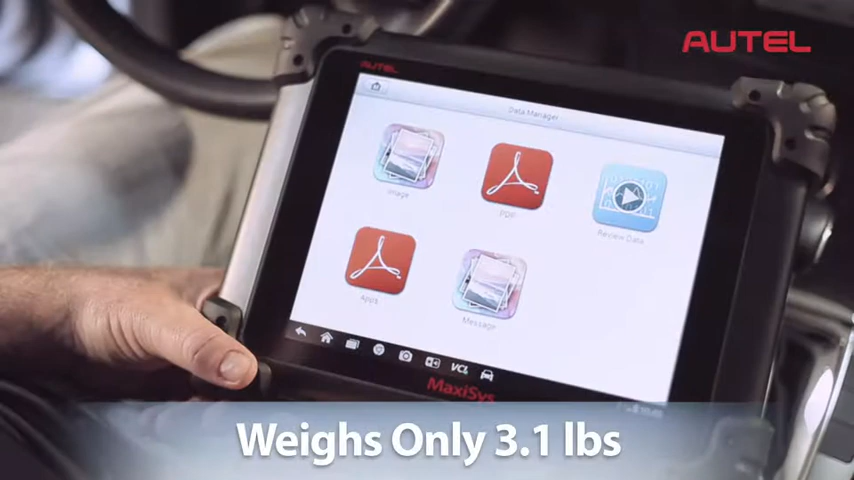 AUTEL
AUTEL
Data Manager
Image
PDF
Review Data
Apps
Message
VCI
MaxiSys
Weighs Only 3.1 lbs